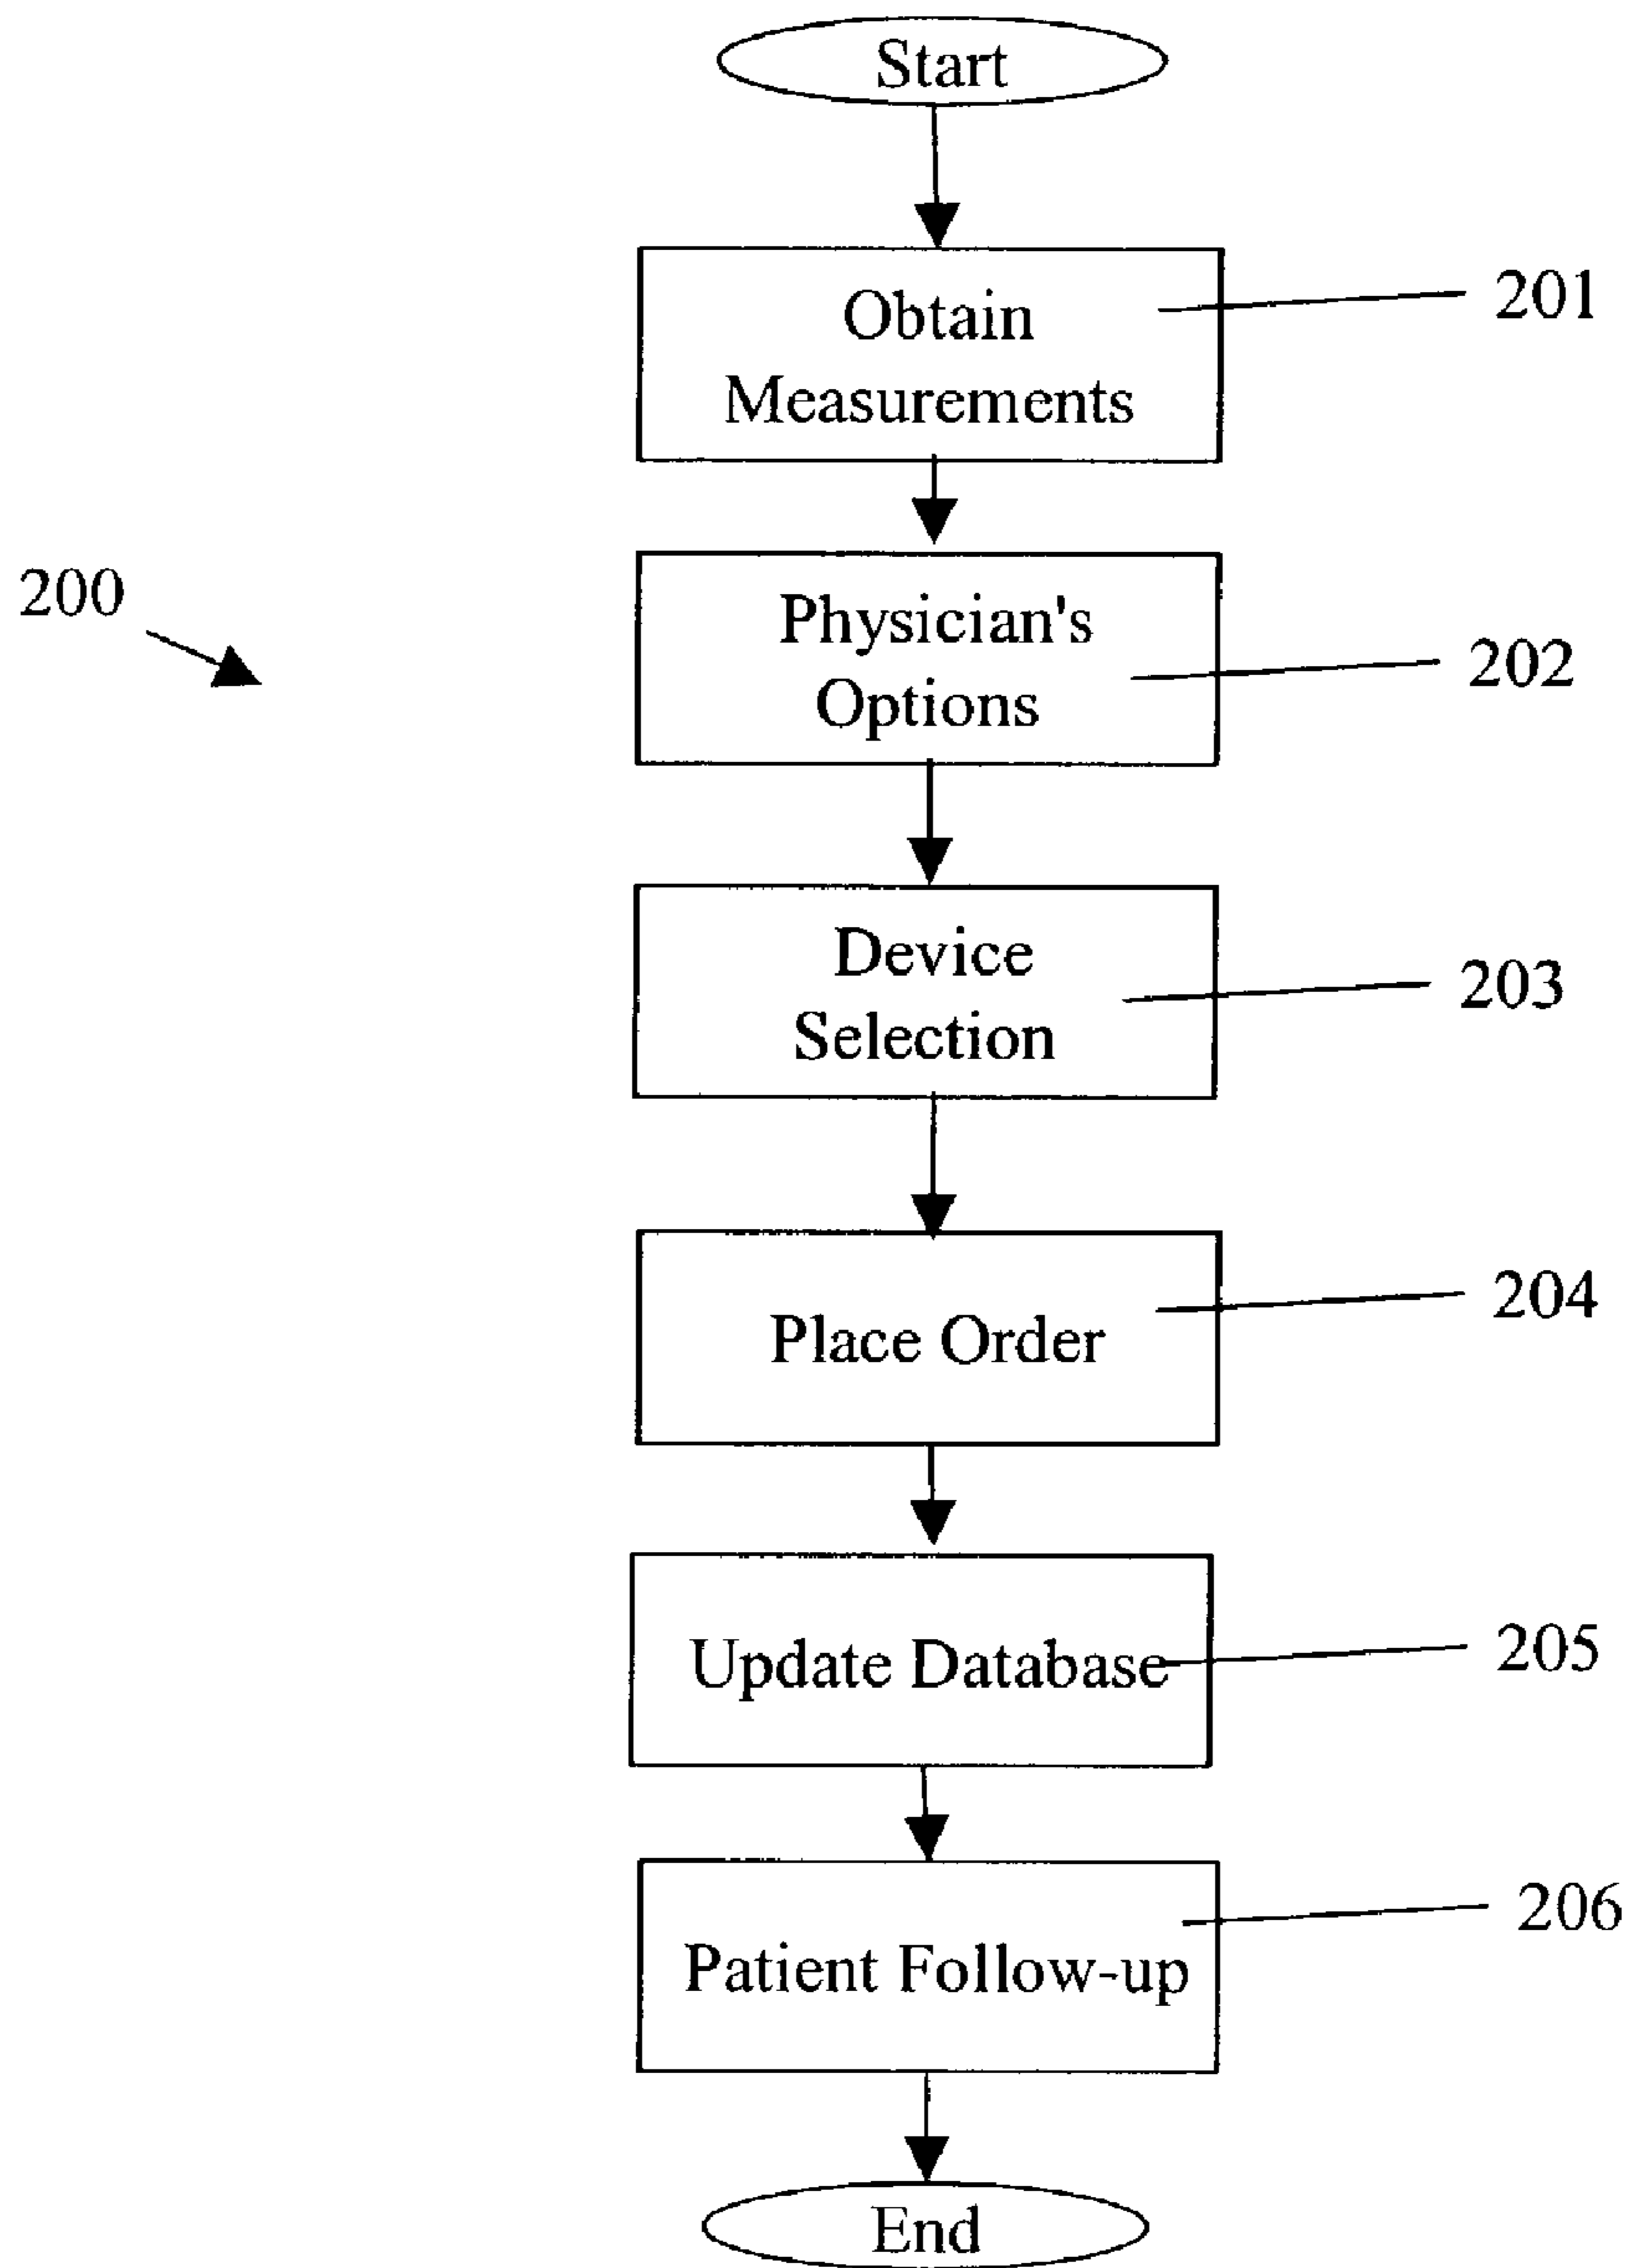 Start
Obtain
Measurements
201
200
Physician's
Options
202
Device
Selection
203
Place Order
204
Update Database
205
Patient Follow-up
206
End